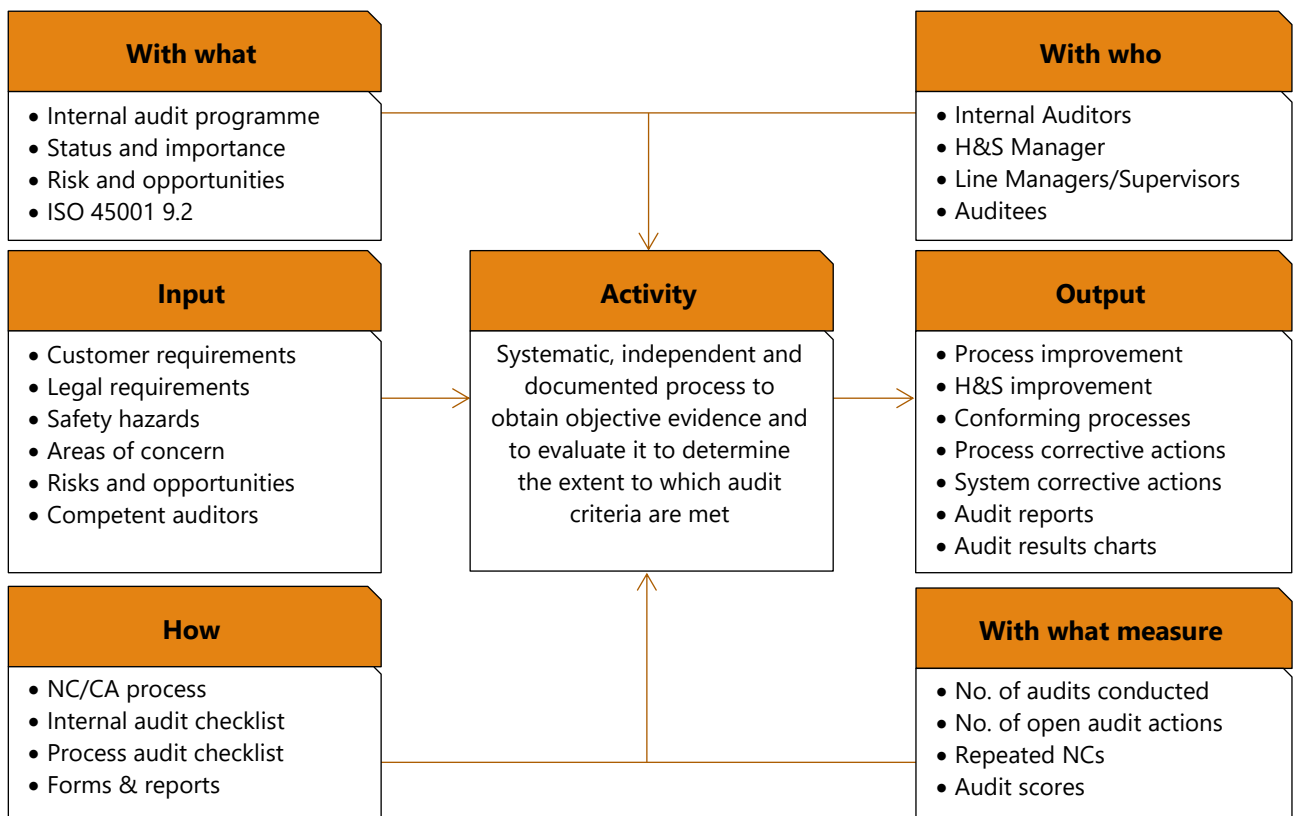 With what
• Internal audit programme
• Status and importance
• Risk and opportunities
• ISO 45001 9.2
With who
• Internal Auditors
• H&S Manager
• Line Managers/Supervisors
• Auditees
Input
• Customer requirements
• Legal requirements
• Safety hazards
• Areas of concern
• Risks and opportunities
• Competent auditors
Activity
Systematic, independent and
documented process to
obtain objective evidence and
to evaluate it to determine
the extent to which audit
criteria are met
Output
• Process improvement
• H&S improvement
• Conforming processes
• Process corrective actions
• System corrective actions
• Audit reports
• Audit results charts
How
• NC/CA process
• Internal audit checklist
• Process audit checklist
• Forms & reports
With what measure
• No. of audits conducted
• No. of open audit actions
• Repeated NCs
• Audit scores